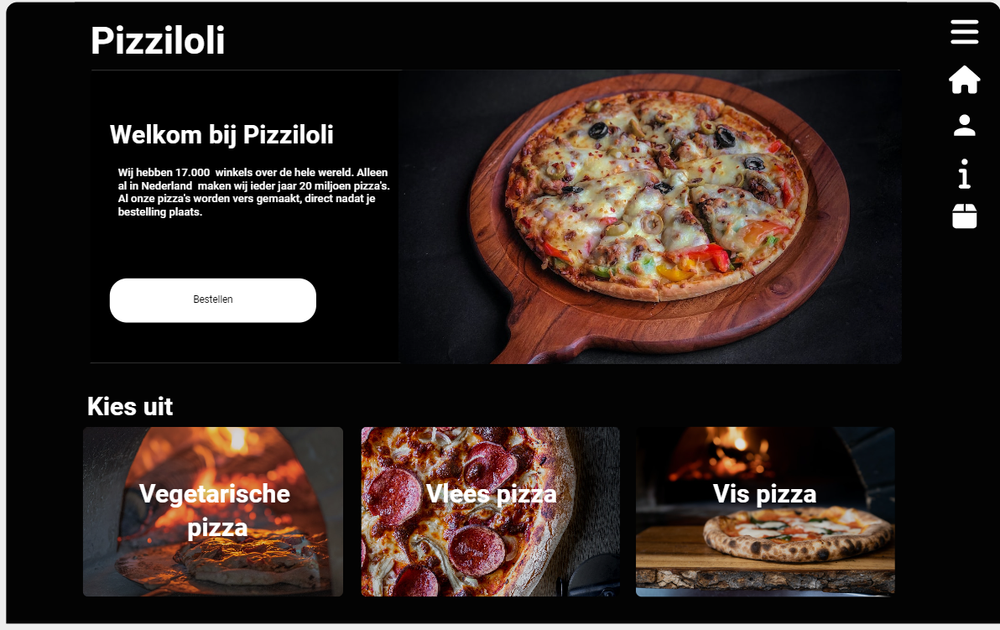 Pizziloli
Welkom bij Pizziloli
Wij hebben 17.000  winkels over de hele wereld. Alleen
al in Nederland  maken wij ieder jaar 20 miljoen pizza's.
Al onze pizza's worden vers gemaakt, direct nadat je
bestelling plaats.
Bestellen
Kies uit
Vegetarische
pizza
Vlees pizza
Vis pizza